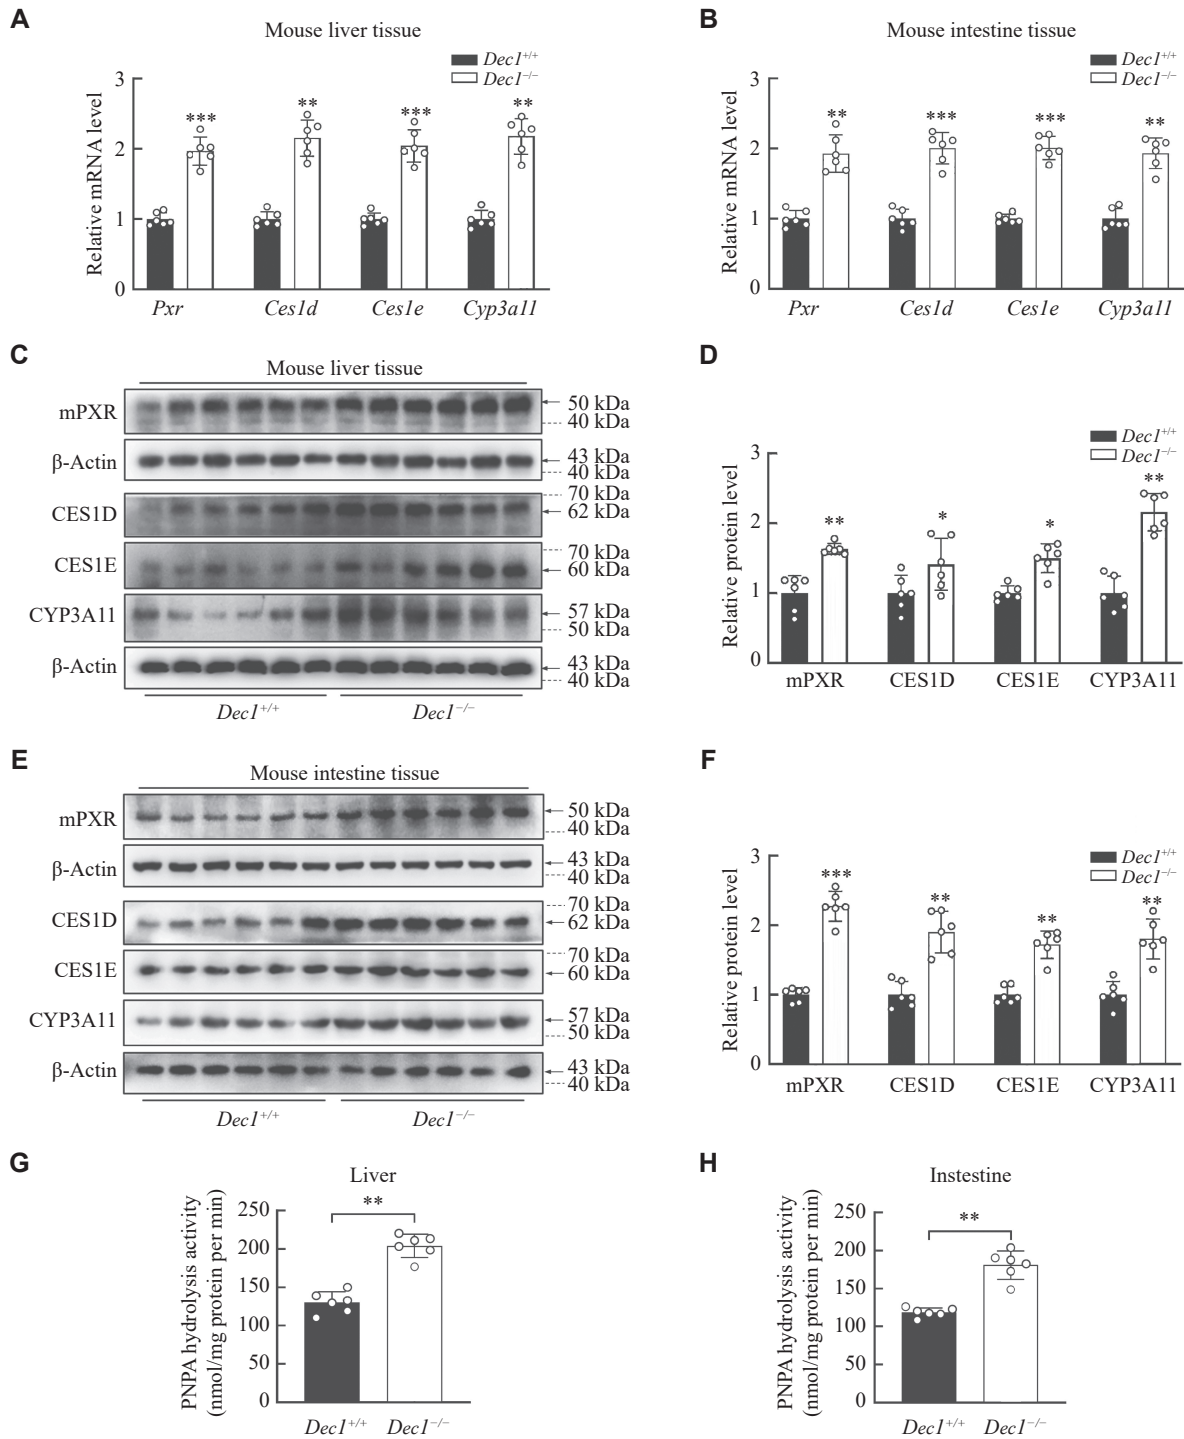 A
Mouse liver tissue
Dec1+/+
Dec1−/−
Relative mRNA level
3
2
1
0
***
**
***
**
Pxr
Ces1d
Ces1e
Cyp3a11
B
Mouse intestine tissue
Dec1+/+
Dec1−/−
Relative mRNA level
3
2
1
0
**
***
***
**
Pxr
Ces1d
Ces1e
Cyp3a11
C
Mouse liver tissue
mPXR
50 kDa
40 kDa
β-Actin
43 kDa
40 kDa
70 kDa
CES1D
62 kDa
CES1E
70 kDa
60 kDa
CYP3A11
57 kDa
50 kDa
β-Actin
43 kDa
40 kDa
Dec1+/+
Dec1−/−
D
Dec1+/+
Dec1−/−
Relative protein level
3
2
1
0
**
*
*
**
mPXR
CES1D
CES1E
CYP3A11
E
Mouse intestine tissue
mPXR
50 kDa
40 kDa
β-Actin
43 kDa
40 kDa
70 kDa
CES1D
62 kDa
CES1E
70 kDa
60 kDa
CYP3A11
57 kDa
50 kDa
β-Actin
43 kDa
40 kDa
Dec1+/+
Dec1−/−
F
Dec1+/+
Dec1−/−
Relative protein level
3
2
1
0
***
**
**
**
mPXR
CES1D
CES1E
CYP3A11
G
Liver
PNPA hydrolysis activity
(nmol/mg protein per min)
250
200
150
100
50
0
**
Dec1+/+
Dec1−/−
H
Instestine
PNPA hydrolysis activity
(nmol/mg protein per min)
250
200
150
100
50
0
**
Dec1+/+
Dec1−/−